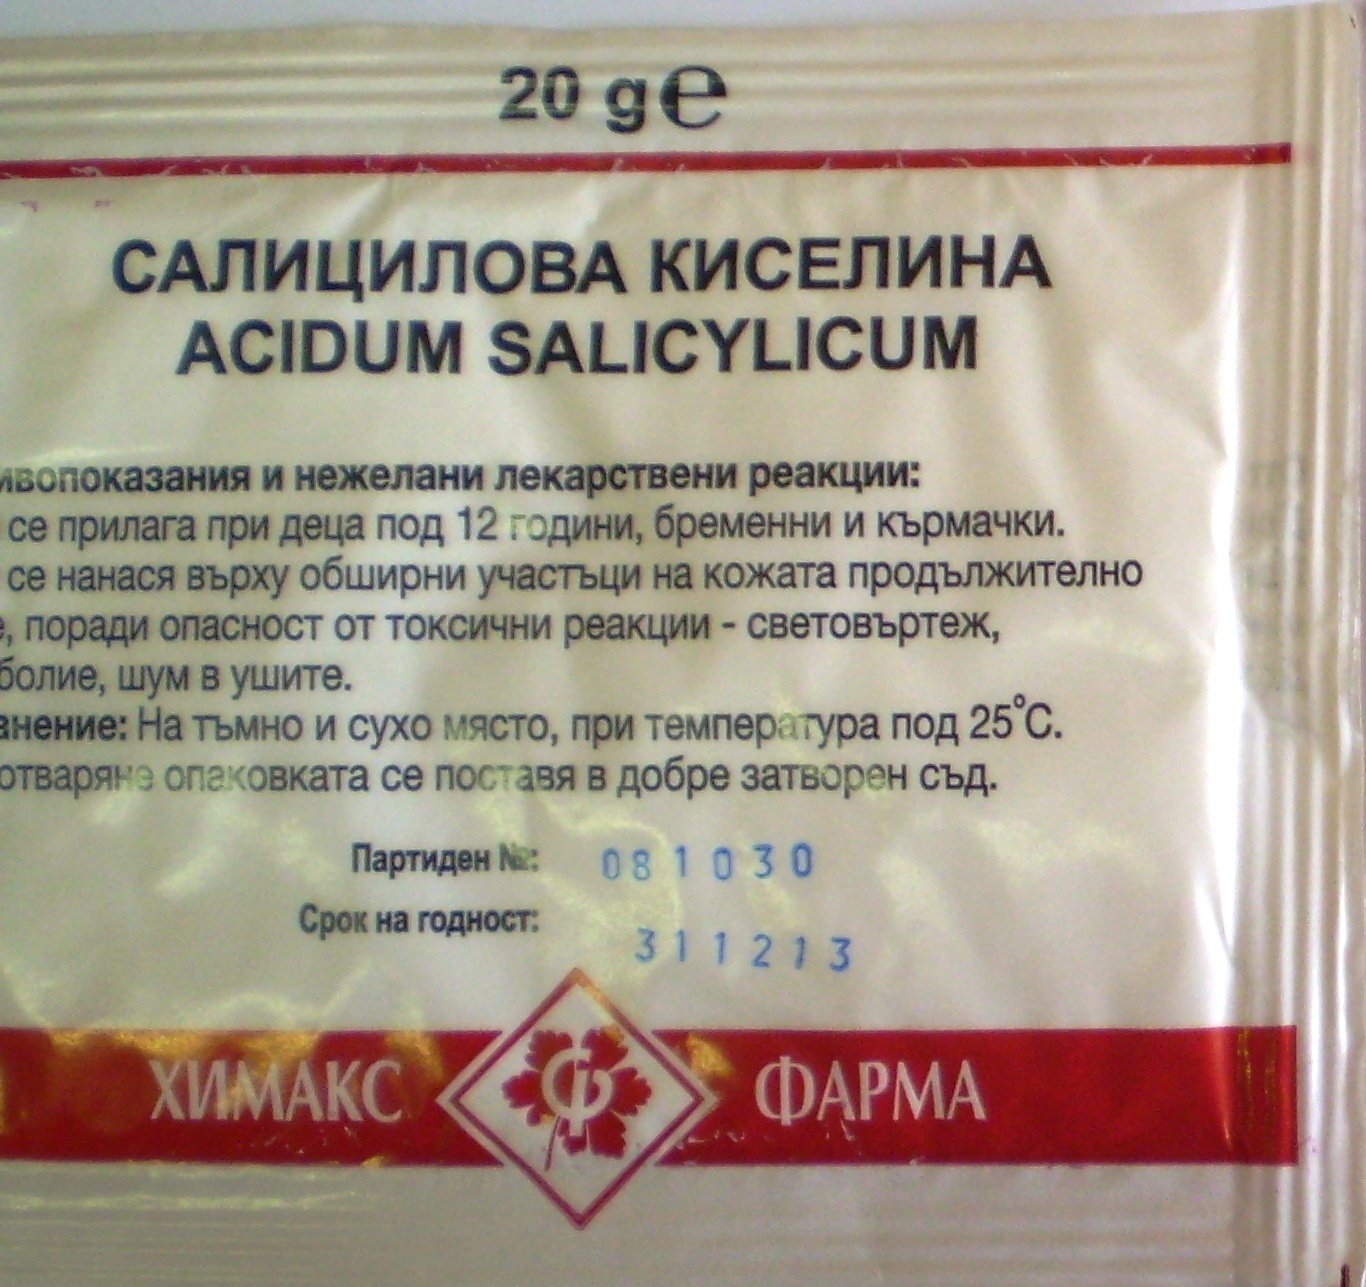 20 g e
САЛИЦИЛОВА КИСЕЛИНА
ACIDUM SALICYLICUM
ивопоказания и нежелани лекарствени реакции:
се прилага при деца под 12 години, бременни и кърмачки.
се нанася върху обширни участъци на кожата продължително
е, поради опасност от токсични реакции - световъртеж,
болие, шум в ушите.
анение: На тъмно и сухо място, при температура под 25°C.
отваряне опаковката се поставя в добре затворен съд.
Партиден №: 081030
Срок на годност: 311213
ХИМАКС ФАРМА